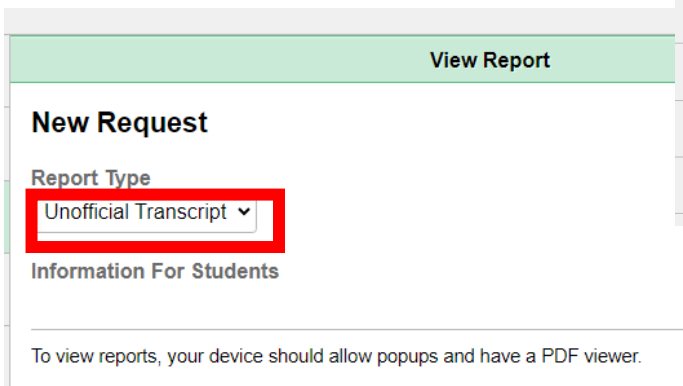 View Report
New Request
Report Type
Unofficial Transcript
Information For Students
To view reports, your device should allow popups and have a PDF viewer.